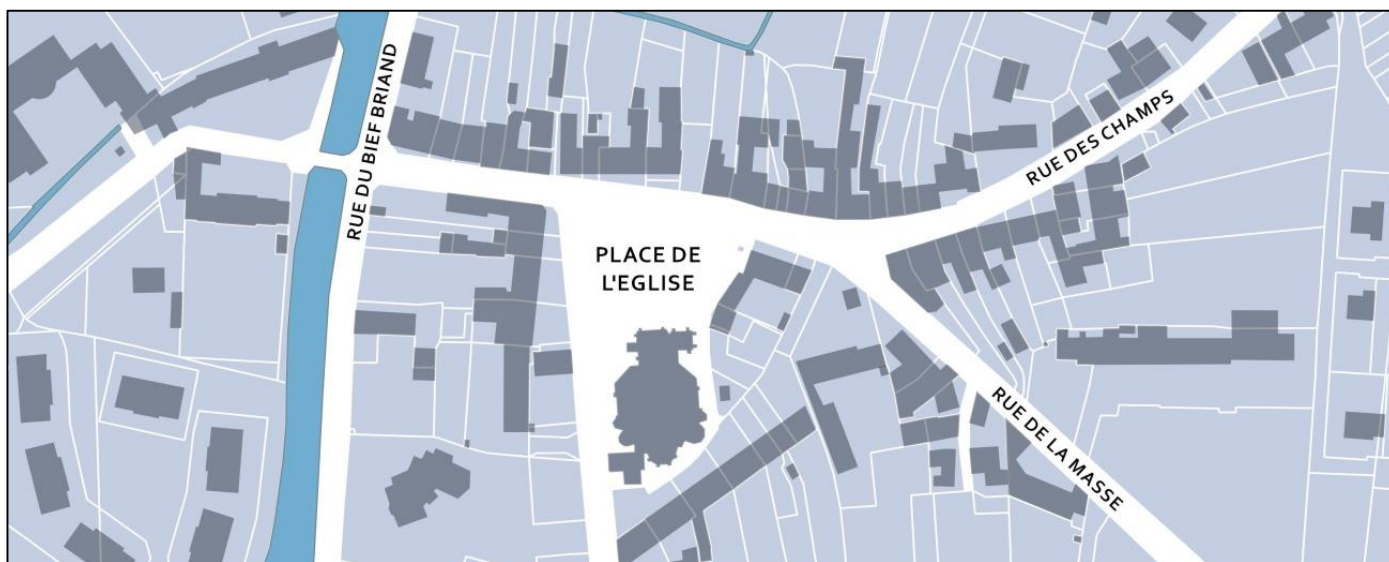 RUE DU BIEF BRIAND
RUE DES CHAMPS
PLACE DE
L'EGLISE
RUE DE LA MASSE